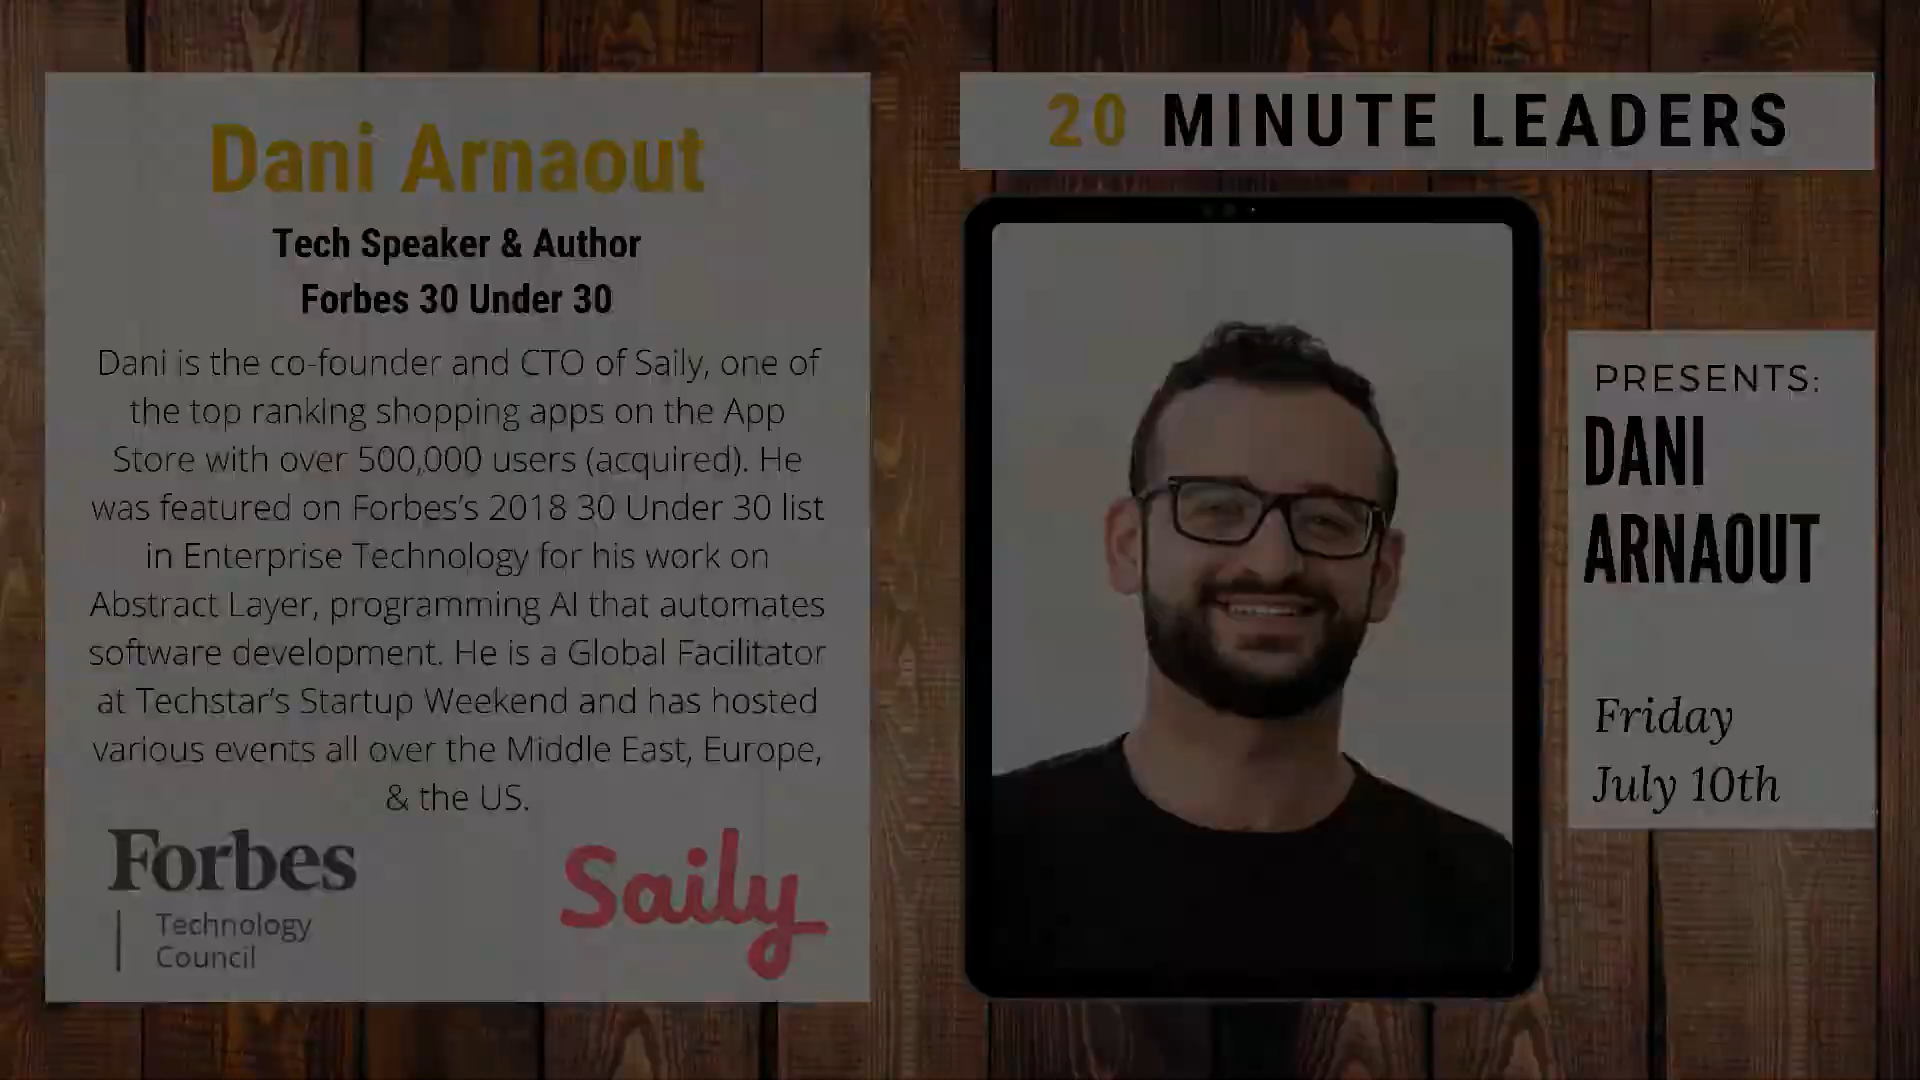 Dani Arnaout
Tech Speaker & Author
Forbes 30 Under 30
Dani is the co-founder and CTO of Saily, one of
the top ranking shopping apps on the App
Store with over 500,000 users (acquired). He
was featured on Forbes’s 2018 30 Under 30 list
in Enterprise Technology for his work on
Abstract Layer, programming AI that automates
software development. He is a Global Facilitator
at Techstar’s Startup Weekend and has hosted
various events all over the Middle East, Europe,
& the US.
Forbes
Technology
Council
Saily
20 MINUTE LEADERS
PRESENTS:
DANI
ARNAOUT
Friday
July 10th